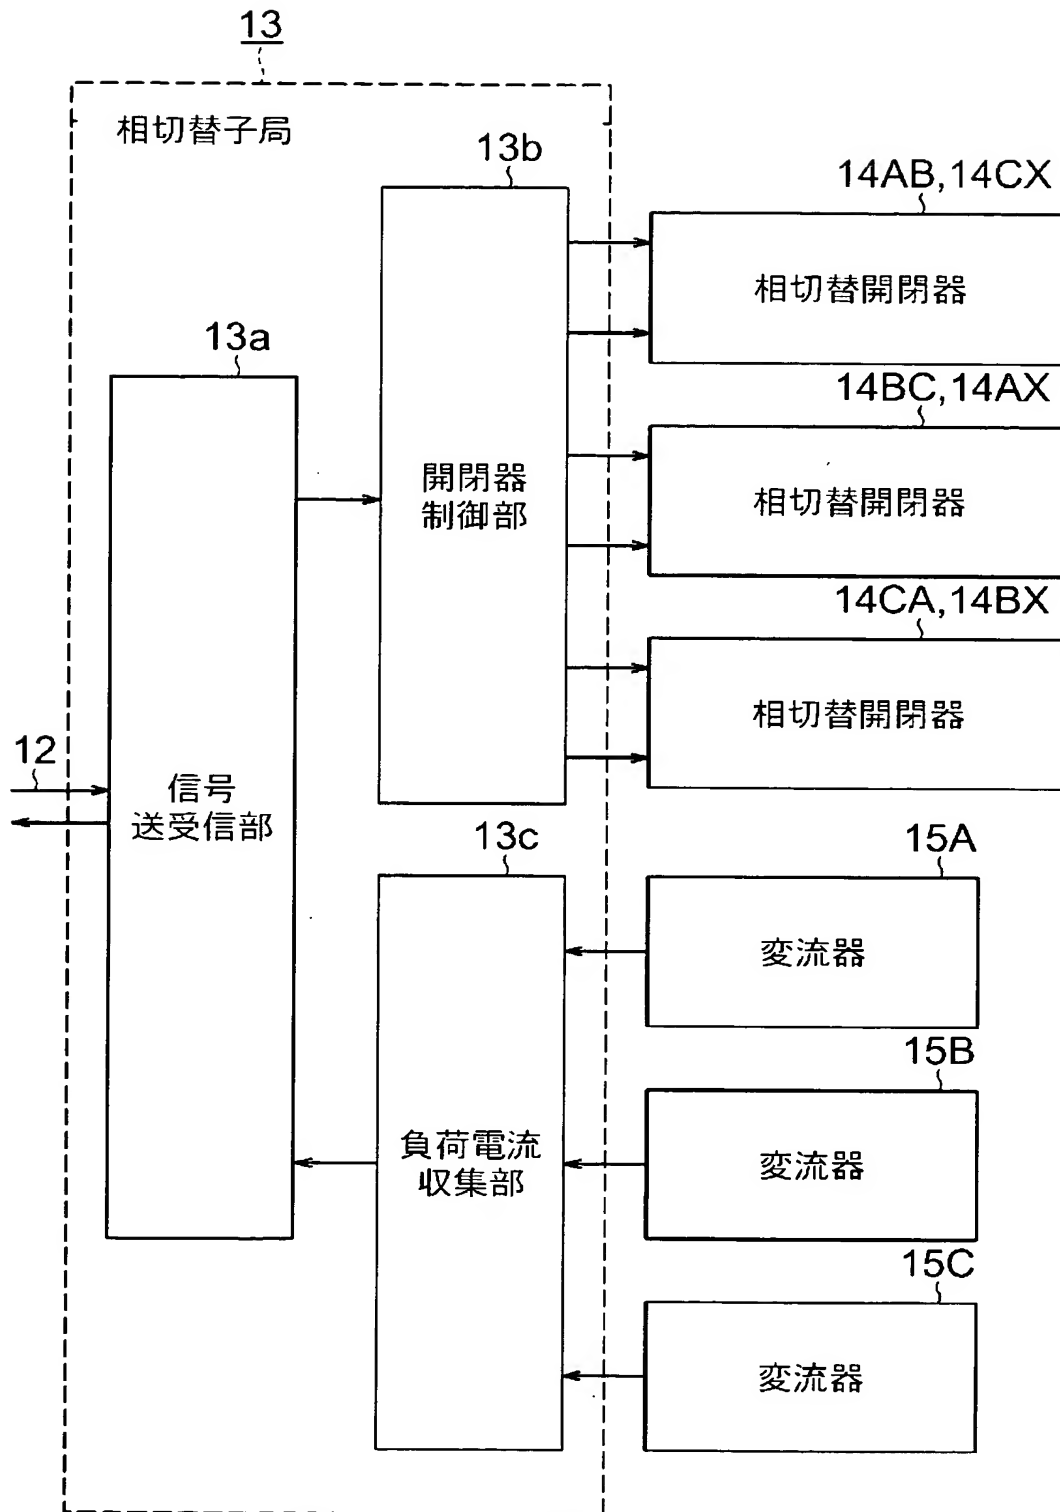 13
相切替子局
13b
14AB,14CX
相切替開閉器
13a
14BC,14AX
開閉器
制御部
相切替開閉器
14CA,14BX
相切替開閉器
12
信号
送受信部
13c
15A
変流器
15B
負荷電流
収集部
変流器
15C
変流器